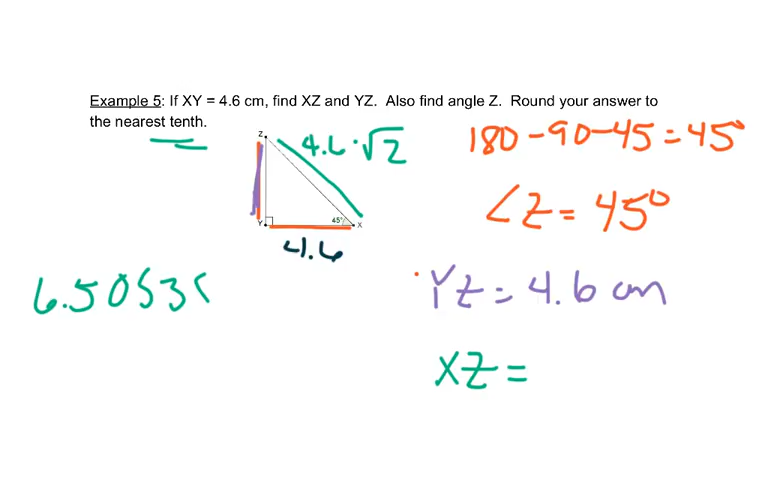 Example 5: If XY = 4.6 cm, find XZ and YZ. Also find angle Z. Round your answer to
the nearest tenth.
180 - 90 - 45 = 45°
Z
4.6 · √2
∠Z = 45°
45°
Y
X
4.6
6.50538
YZ = 4.6 cm
XZ =